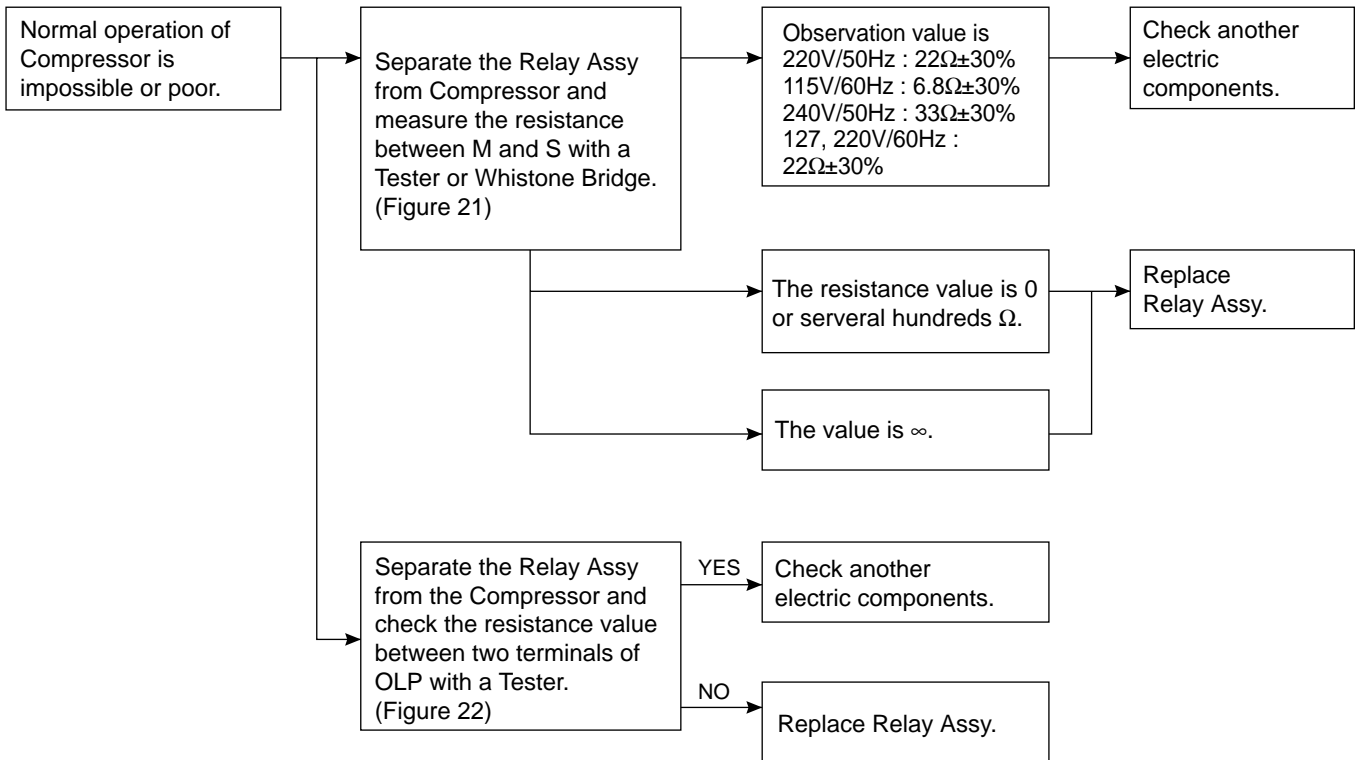 Normal operation of
Compressor is
impossible or poor.
Separate the Relay Assy
from Compressor and
measure the resistance
between M and S with a
Tester or Whistone Bridge.
(Figure 21)
Observation value is
220V/50Hz : 22Ω±30%
115V/60Hz : 6.8Ω±30%
240V/50Hz : 33Ω±30%
127, 220V/60Hz :
22Ω±30%
Check another
electric
components.
The resistance value is 0
or serveral hundreds Ω.
Replace
Relay Assy.
The value is ∞.
Separate the Relay Assy
from the Compressor and
check the resistance value
between two terminals of
OLP with a Tester.
(Figure 22)
YES
Check another
electric components.
NO
Replace Relay Assy.